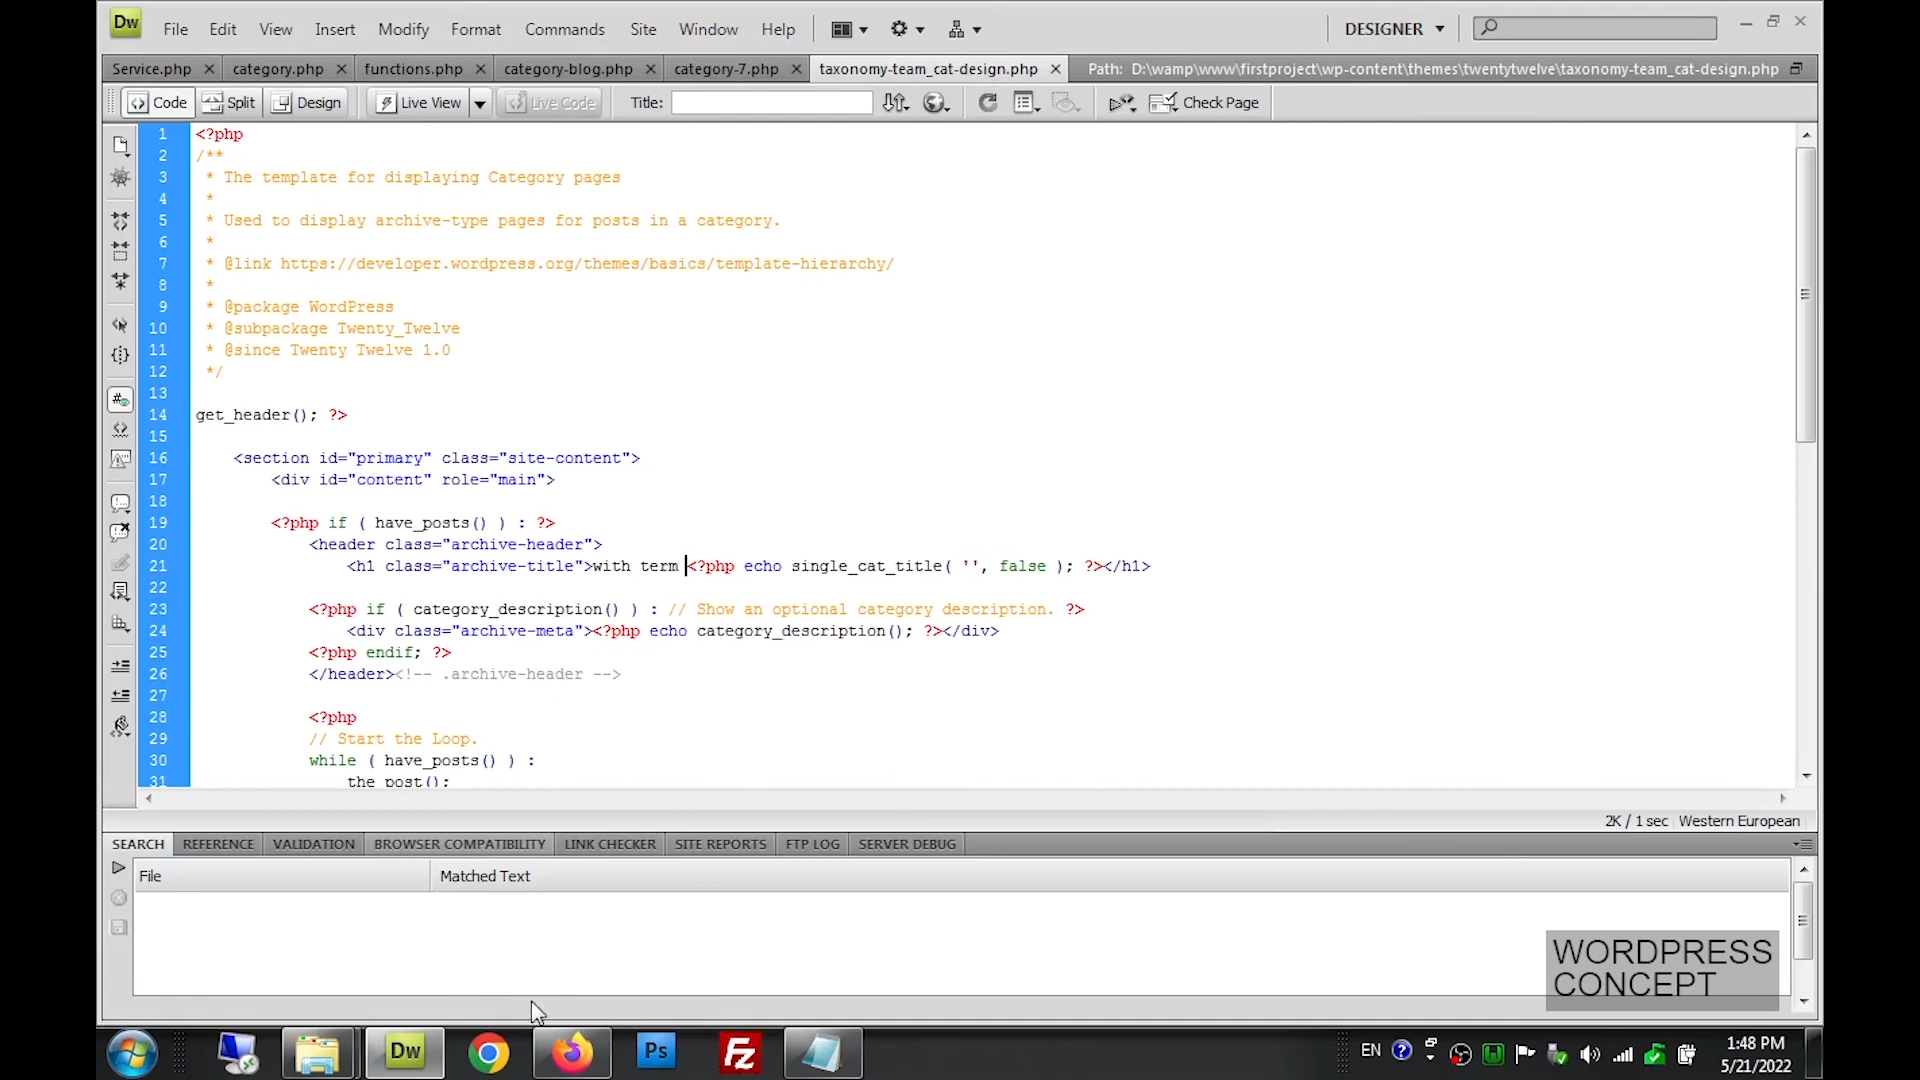 Dw File Edit View Insert Modify Format Commands Site Window Help DESIGNER
Service.php category.php functions.php category-blog.php category-7.php taxonomy-team_cat-design.php Path: D:\wamp\www\firstproject\wp-content\themes\twentytwelve\taxonomy-team_cat-design.php
Code Split Design Live View Live Code Title: Check Page
1 <?php
2 /**
3 * The template for displaying Category pages
4 *
5 * Used to display archive-type pages for posts in a category.
6 *
7 * @link https://developer.wordpress.org/themes/basics/template-hierarchy/
8 *
9 * @package WordPress
10 * @subpackage Twenty_Twelve
11 * @since Twenty Twelve 1.0
12 */
13
14 get_header(); ?>
15
16 <section id="primary" class="site-content">
17 <div id="content" role="main">
18
19 <?php if ( have_posts() ) : ?>
20 <header class="archive-header">
21 <h1 class="archive-title">with term <?php echo single_cat_title( '', false ); ?></h1>
22
23 <?php if ( category_description() ) : // Show an optional category description. ?>
24 <div class="archive-meta"><?php echo category_description(); ?></div>
25 <?php endif; ?>
26 </header><!-- .archive-header -->
27
28 <?php
29 // Start the Loop.
30 while ( have_posts() ) :
31 the_post();
2K / 1 sec Western European
SEARCH REFERENCE VALIDATION BROWSER COMPATIBILITY LINK CHECKER SITE REPORTS FTP LOG SERVER DEBUG
File Matched Text
WORDPRESS
CONCEPT
Dw Ps Fz EN 1:48 PM
5/21/2022